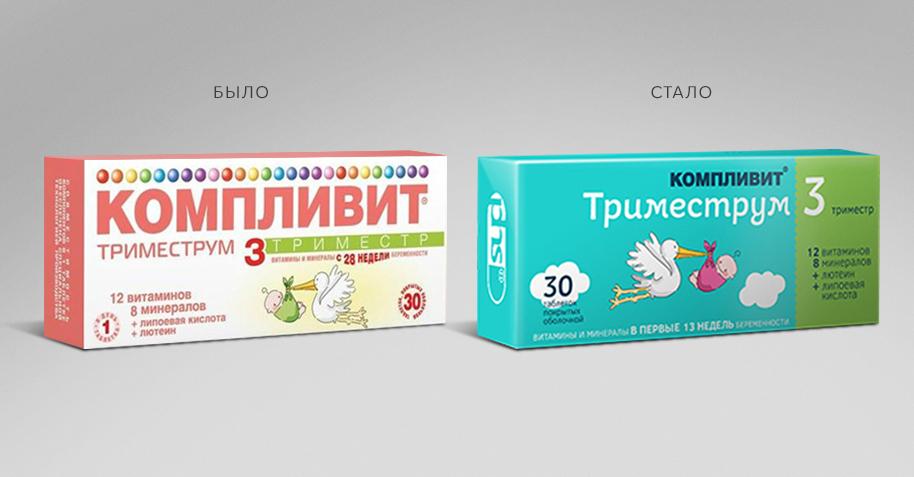 БЫЛО
СТАЛО
КОМПЛИВИТ®
ТРИМЕСТРУМ 3 ТРИМЕСТР
ВИТАМИНЫ И МИНЕРАЛЫ С 28 НЕДЕЛИ БЕРЕМЕННОСТИ
12 витаминов
8 минералов
+ липоевая кислота
+ лютеин
1
30
КОМПЛИВИТ®
Триместрум
3 триместр
12 витаминов
8 минералов
+ лютеин
+ липоевая
кислота
30
таблеток
покрытых
оболочкой
ВИТАМИНЫ И МИНЕРАЛЫ В ПЕРВЫЕ 13 НЕДЕЛЬ БЕРЕМЕННОСТИ